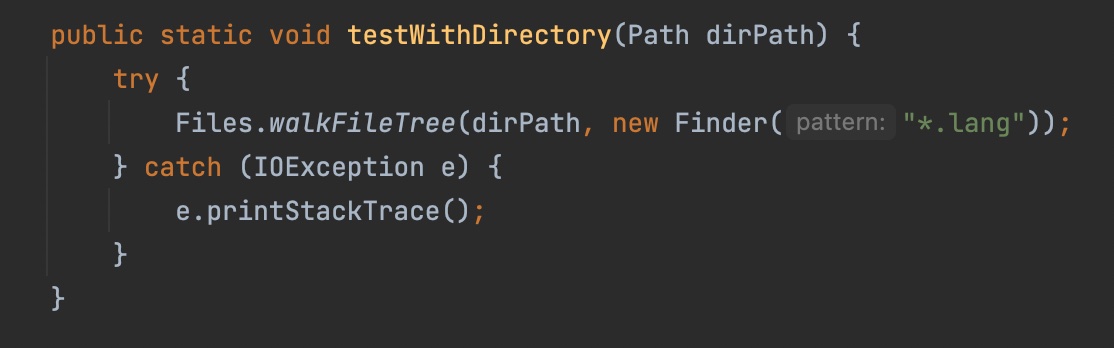 public static void testWithDirectory(Path dirPath) {
try {
Files.walkFileTree(dirPath, new Finder( pattern: "*.lang"));
} catch (IOException e) {
e.printStackTrace();
}
}